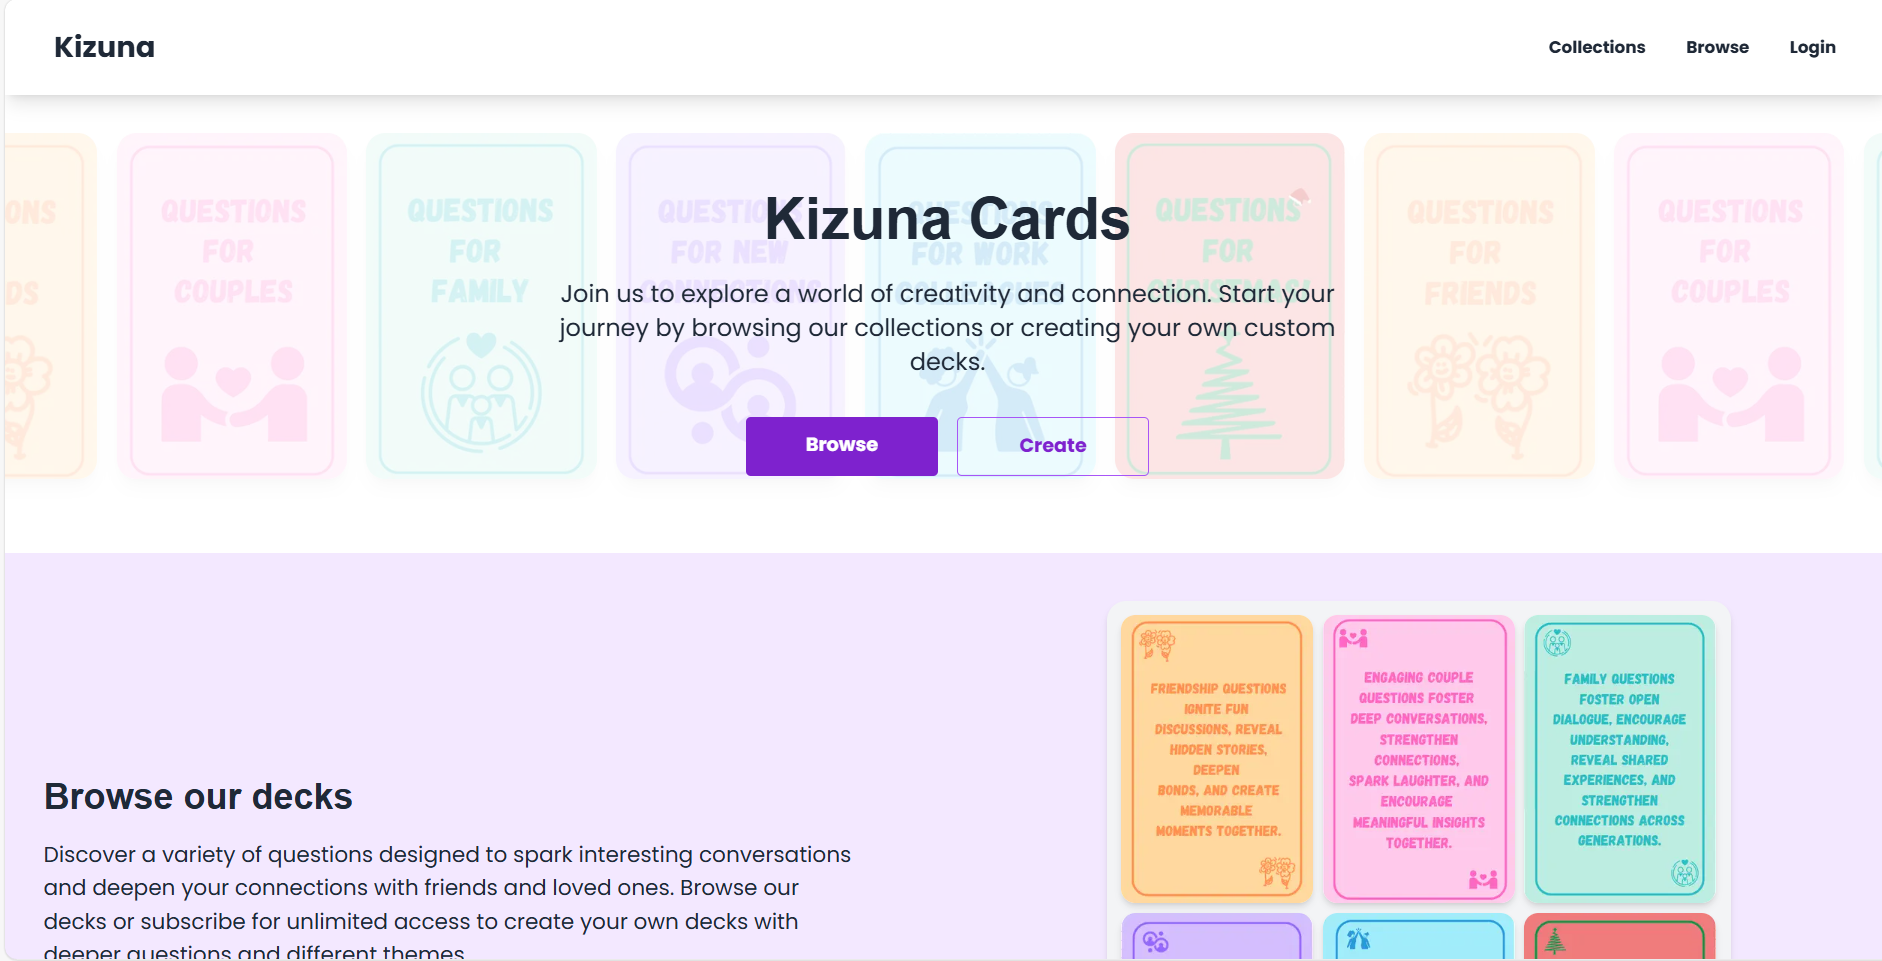 Kizuna
Collections Browse Login
ONS
DS
QUESTIONS
FOR
COUPLES
QUESTIONS
FOR
FAMILY
QUESTIONS
FOR NEW
CONNECTIONS
QUESTIONS
FOR WORK
COLLEAGUES
QUESTIONS
FOR
CHRISTMAS!
QUESTIONS
FOR
FRIENDS
QUESTIONS
FOR
COUPLES
Kizuna Cards
Join us to explore a world of creativity and connection. Start your
journey by browsing our collections or creating your own custom
decks.
Browse
Create
Browse our decks
Discover a variety of questions designed to spark interesting conversations
and deepen your connections with friends and loved ones. Browse our
decks or subscribe for unlimited access to create your own decks with
deeper questions and different themes
FRIENDSHIP QUESTIONS
IGNITE FUN
DISCUSSIONS, REVEAL
HIDDEN STORIES,
DEEPEN
BONDS, AND CREATE
MEMORABLE
MOMENTS TOGETHER.
ENGAGING COUPLE
QUESTIONS FOSTER
DEEP CONVERSATIONS,
STRENGTHEN
CONNECTIONS,
SPARK LAUGHTER, AND
ENCOURAGE
MEANINGFUL INSIGHTS
TOGETHER.
FAMILY QUESTIONS
FOSTER OPEN
DIALOGUE, ENCOURAGE
UNDERSTANDING,
REVEAL SHARED
EXPERIENCES, AND
STRENGTHEN
CONNECTIONS ACROSS
GENERATIONS.